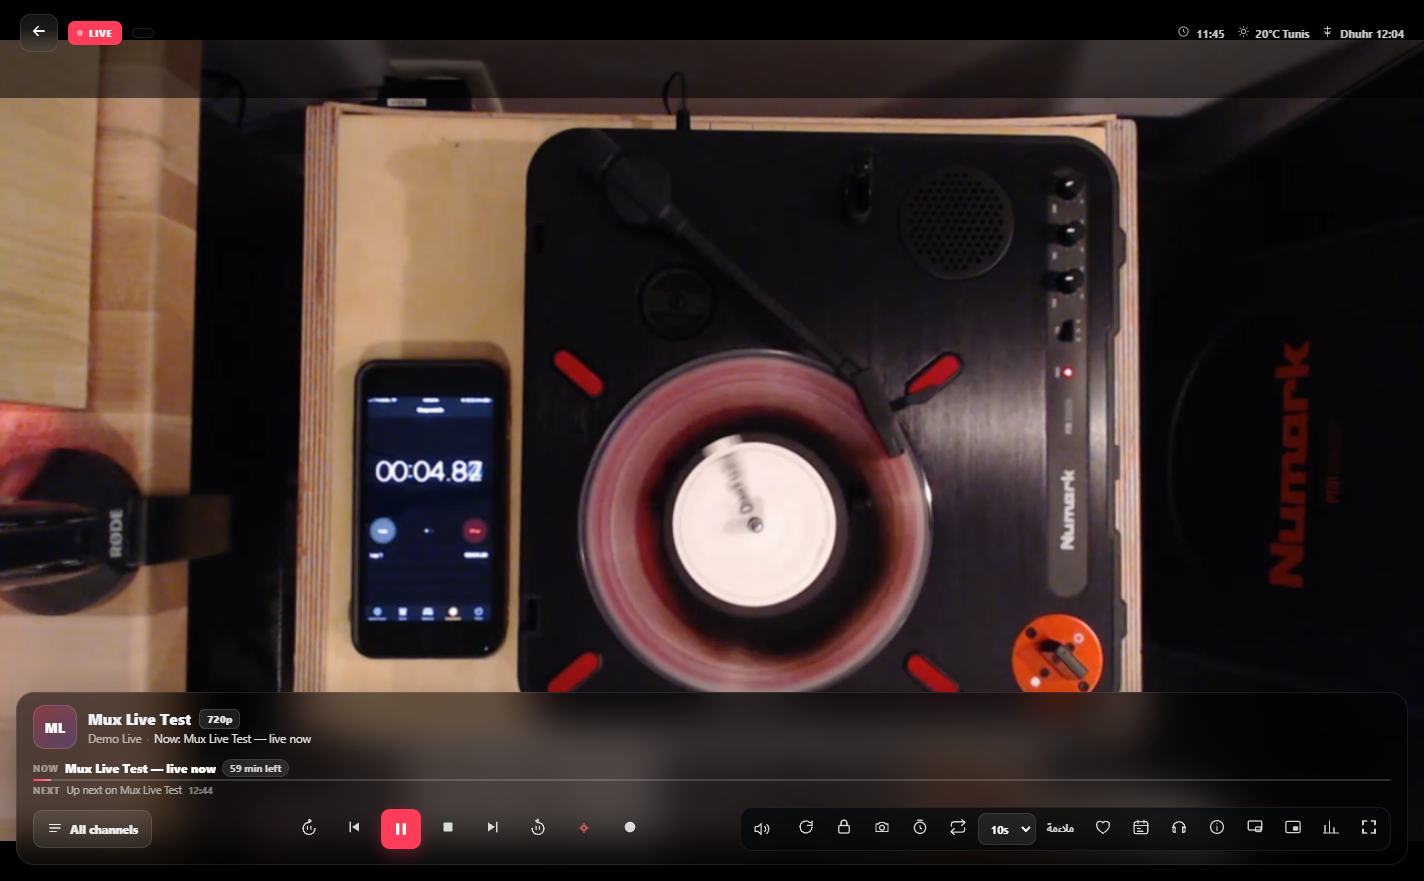 LIVE
11:45 20°C Tunis Dhuhr 12:04
RØDE
00:04.87
Numark
Numark
ML Mux Live Test 720p
Demo Live · Now: Mux Live Test — live now
NOW Mux Live Test — live now 59 min left
NEXT Up next on Mux Live Test 12:44
All channels
10s
ملاءمة